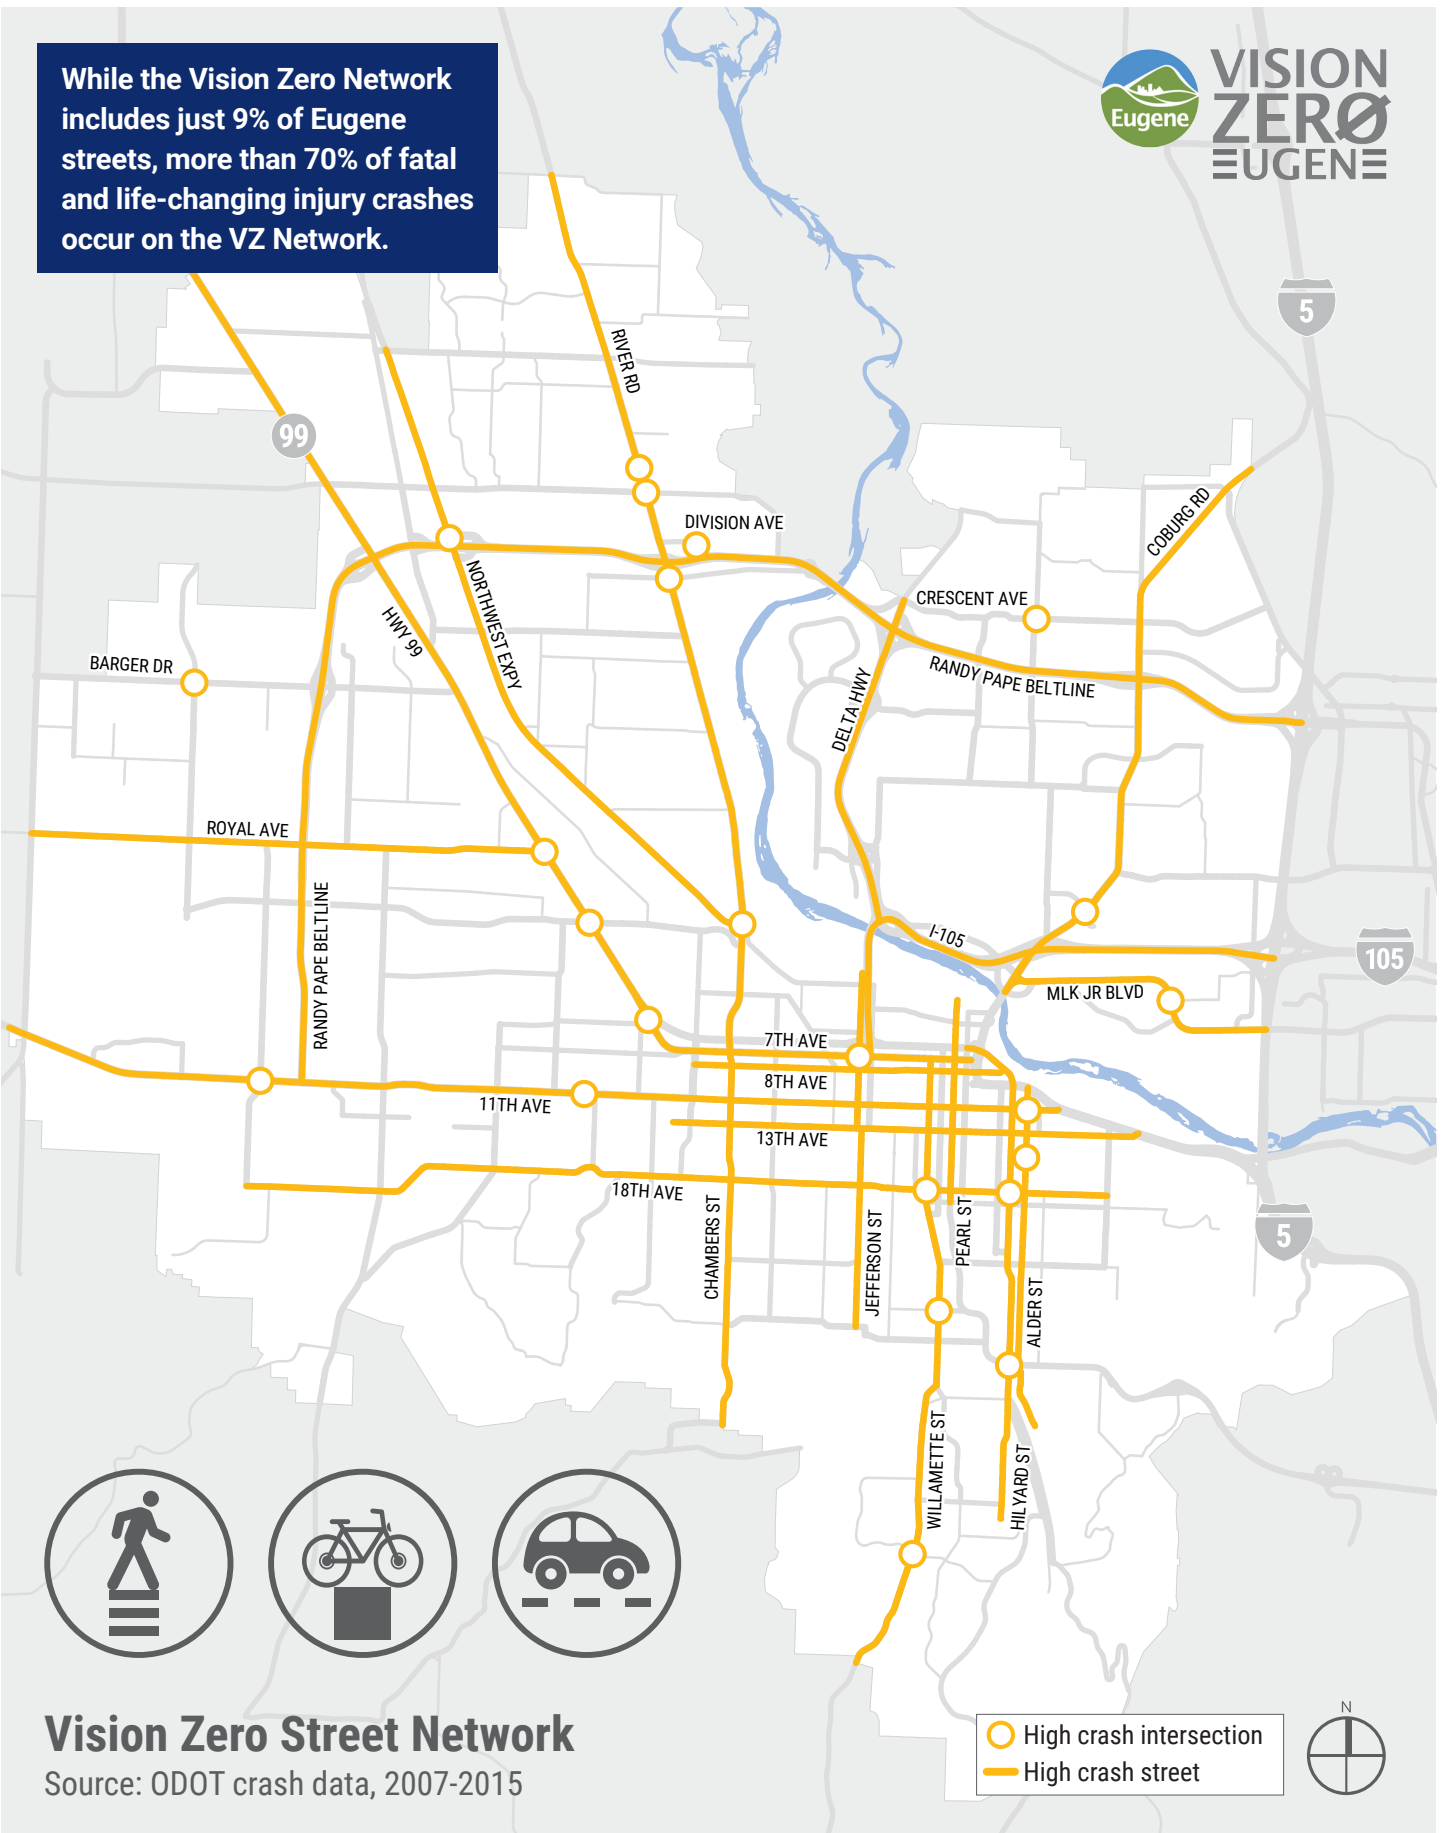 While the Vision Zero Network
includes just 9% of Eugene
streets, more than 70% of fatal
and life-changing injury crashes
occur on the VZ Network.
Eugene
VISION
ZERØ
EUGENE
5
RIVER RD
99
COBURG RD
DIVISION AVE
NORTHWEST EXPY
CRESCENT AVE
HWY 99
BARGER DR
RANDY PAPE BELTLINE
DELTA HWY
ROYAL AVE
RANDY PAPE BELTLINE
I-105
105
MLK JR BLVD
7TH AVE
8TH AVE
11TH AVE
13TH AVE
18TH AVE
CHAMBERS ST
JEFFERSON ST
PEARL ST
5
ALDER ST
WILLAMETTE ST
HILYARD ST
Vision Zero Street Network
Source: ODOT crash data, 2007-2015
N
High crash intersection
High crash street